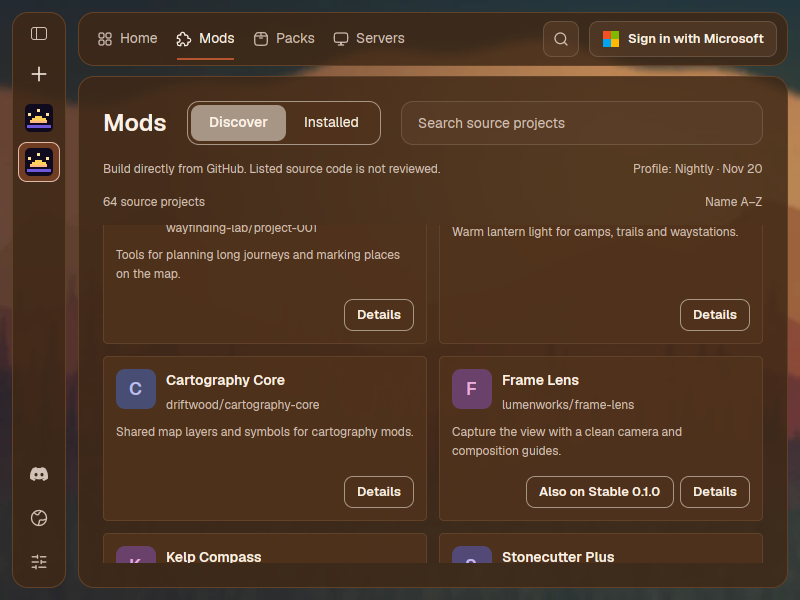 Home
Mods
Packs
Servers
Sign in with Microsoft
Mods
Discover
Installed
Search source projects
Build directly from GitHub. Listed source code is not reviewed.
Profile: Nightly · Nov 20
64 source projects
Name A–Z
wayfinding-lab/project-001
Tools for planning long journeys and marking places
on the map.
Details
Warm lantern light for camps, trails and waystations.
Details
C
Cartography Core
driftwood/cartography-core
Shared map layers and symbols for cartography mods.
Details
F
Frame Lens
lumenworks/frame-lens
Capture the view with a clean camera and
composition guides.
Also on Stable 0.1.0
Details
K
Kelp Compass
Stonecutter Plus